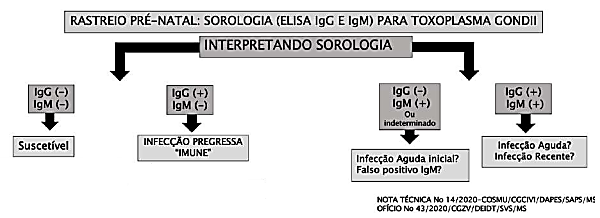 RASTREIO PRÉ-NATAL: SOROLOGIA (ELISA IgG E IgM) PARA TOXOPLASMA GONDII
INTERPRETANDO SOROLOGIA
IgG (-)
IgM (-)
Suscetível
IgG (+)
IgM (-)
INFECÇÃO PREGRESSA
"IMUNE"
IgG (-)
IgM (+)
Ou
indeterminado
Infecção Aguda inicial?
Falso positivo IgM?
IgG (+)
IgM (+)
Infecção Aguda?
Infecção Recente?
NOTA TÉCNICA No 14/2020-COSMU/CGCIVI/DAPES/SAPS/MS
OFÍCIO No 43/2020/CGZV/DEIDT/SVS/MS